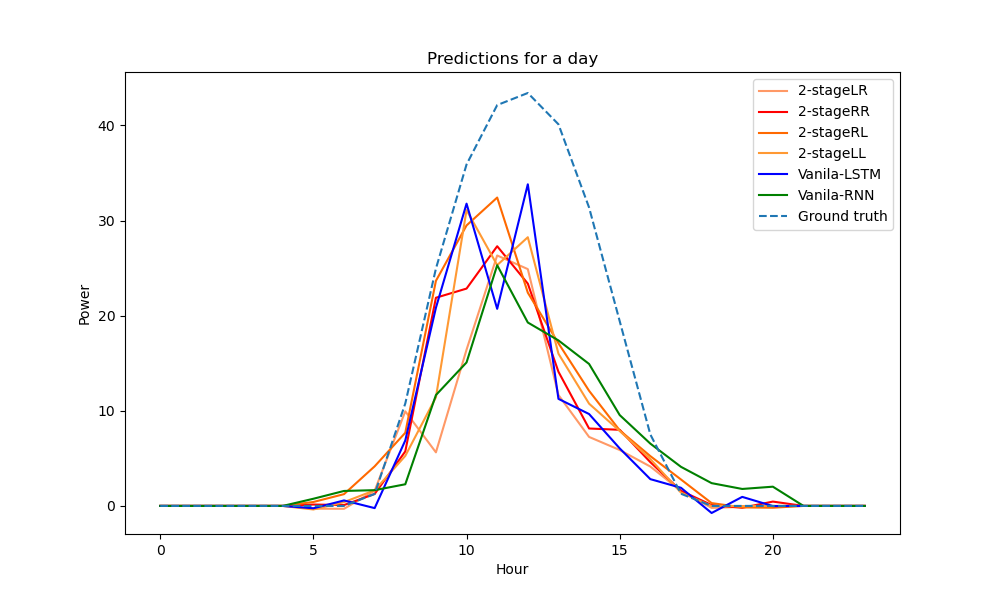 Predictions for a day
2-stageLR
2-stageRR
2-stageRL
2-stageLL
Vanila-LSTM
Vanila-RNN
Ground truth
Power
40
30
20
10
0
0 5 10 15 20
Hour